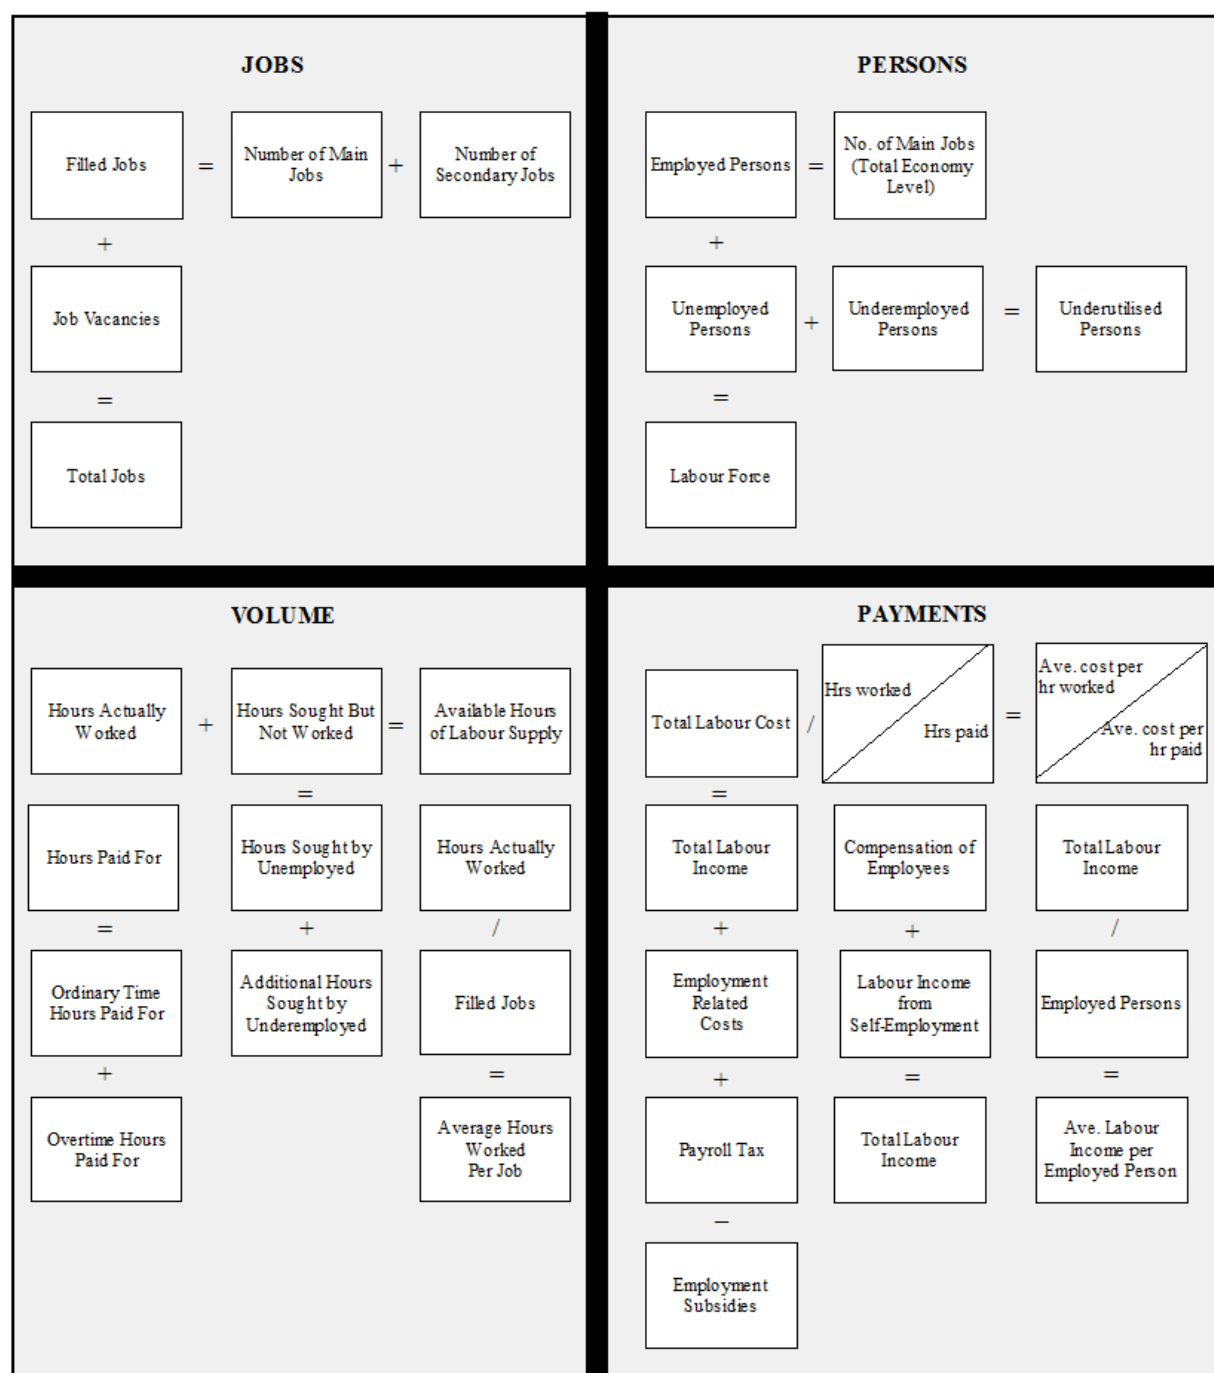 JOBS
Filled Jobs
=
Number of Main
Jobs
+
Number of
Secondary Jobs
+
Job Vacancies
=
Total Jobs
PERSONS
Employed Persons
=
No. of Main Jobs
(Total Economy
Level)
+
Unemployed
Persons
+
Underemployed
Persons
=
Underutilised
Persons
=
Labour Force
VOLUME
Hours Actually
Worked
+
Hours Sought But
Not Worked
=
Available Hours
of Labour Supply
=
Hours Paid For
Hours Sought by
Unemployed
Hours Actually
Worked
=
+
/
Ordinary Time
Hours Paid For
Additional Hours
Sought by
Underemployed
Filled Jobs
+
=
Overtime Hours
Paid For
Average Hours
Worked
Per Job
PAYMENTS
Total Labour Cost
/
Hrs worked
Hrs paid
=
Ave. cost per
hr worked
Ave. cost per
hr paid
=
Total Labour
Income
Compensation of
Employees
Total Labour
Income
+
+
/
Employment
Related
Costs
Labour Income
from
Self-Employment
Employed Persons
+
=
=
Payroll Tax
Total Labour
Income
Ave. Labour
Income per
Employed Person
–
Employment
Subsidies